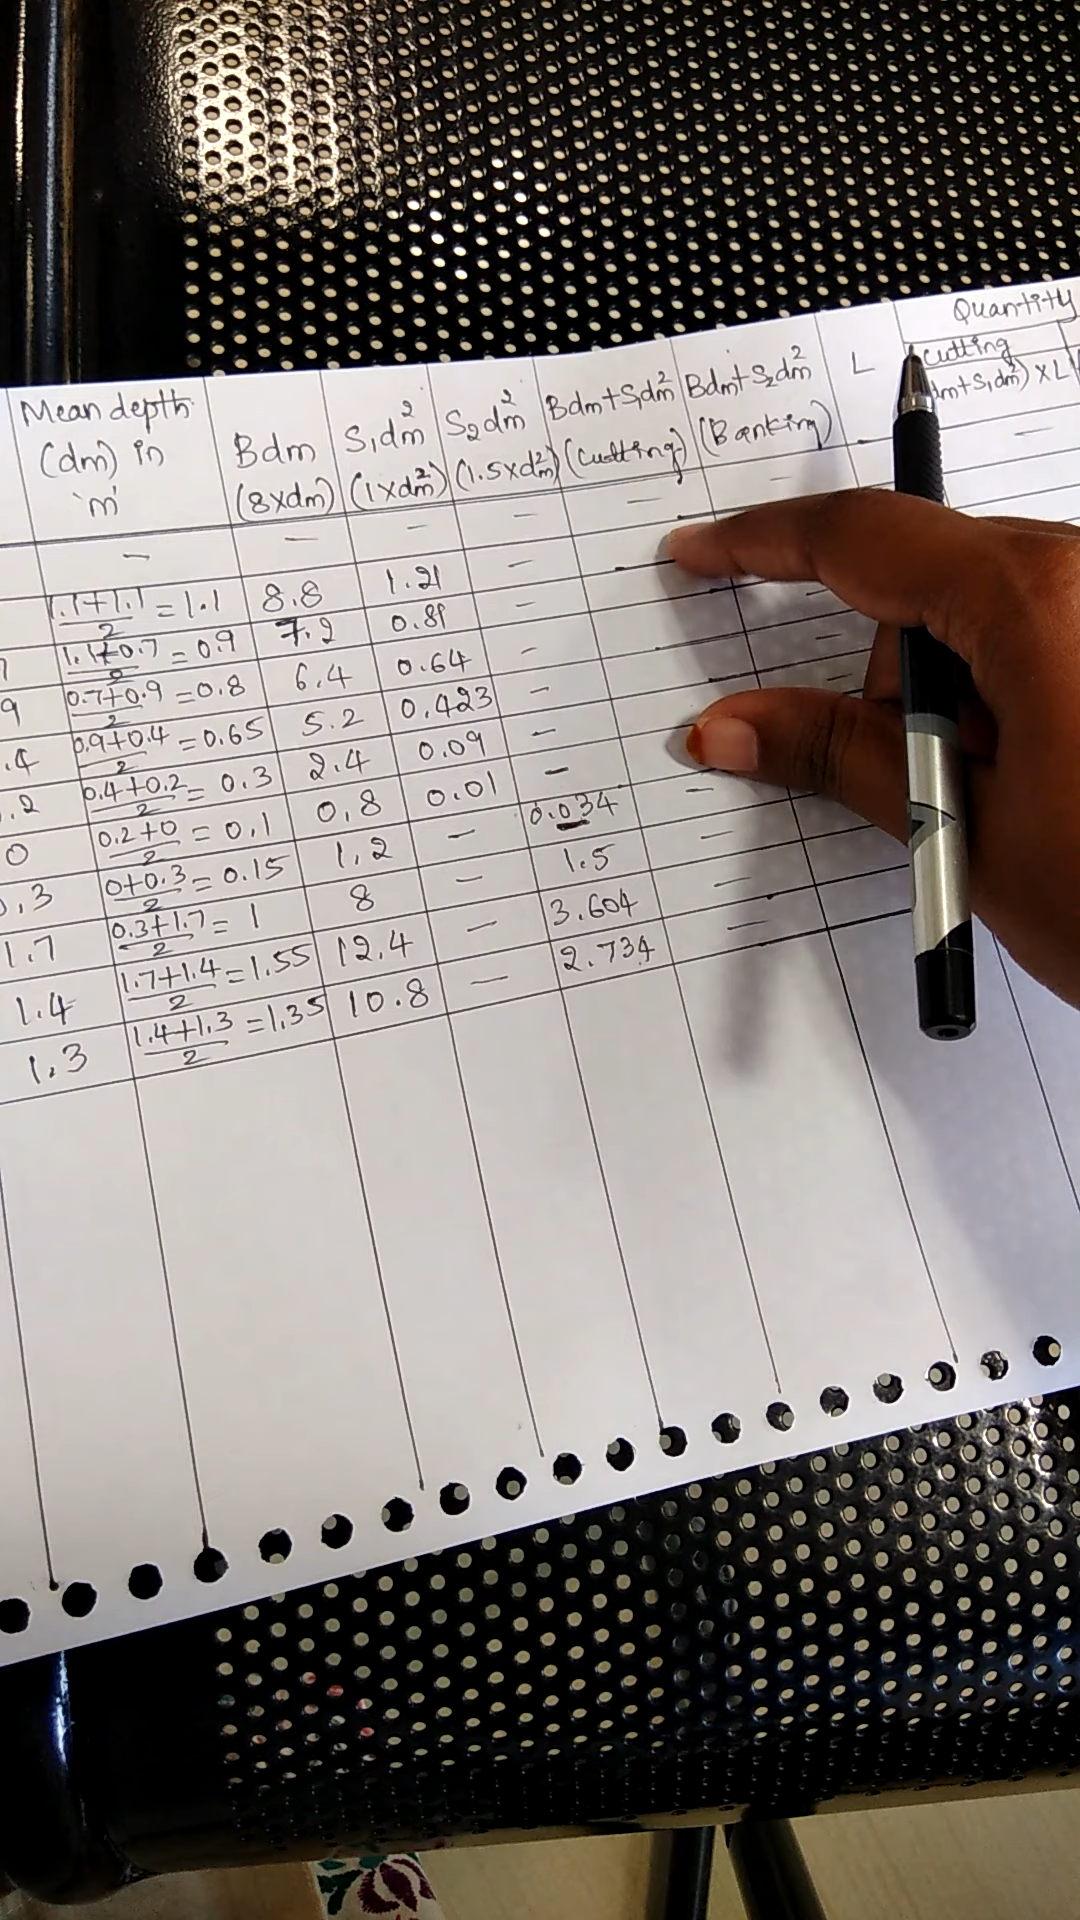 Quantity
Mean depth (dm) in 'm' Bdm (8xdm) S₁dm² (1xdm²) S₂dm² (1.5xdm²) Bdm+S₁dm² (Cutting) Bdm+S₂dm² (Banking) L Cutting dm+S₁dm²) x L
— — — — — — — —
1.1+1.1/2 = 1.1 8.8 1.21 — —
1.1+0.7/2 = 0.9 7.2 0.81 —
9 0.7+0.9/2 = 0.8 6.4 0.64 —
.4 0.9+0.4/2 = 0.65 5.2 0.423 —
.2 0.4+0.2/2 = 0.3 2.4 0.09 —
0 0.2+0/2 = 0.1 0.8 0.01 —
0.3 0+0.3/2 = 0.15 1.2 — 0.034 —
1.7 0.3+1.7/2 = 1 8 — 1.5 —
1.4 1.7+1.4/2 = 1.55 12.4 — 3.604 —
1.3 1.4+1.3/2 = 1.35 10.8 — 2.734 —